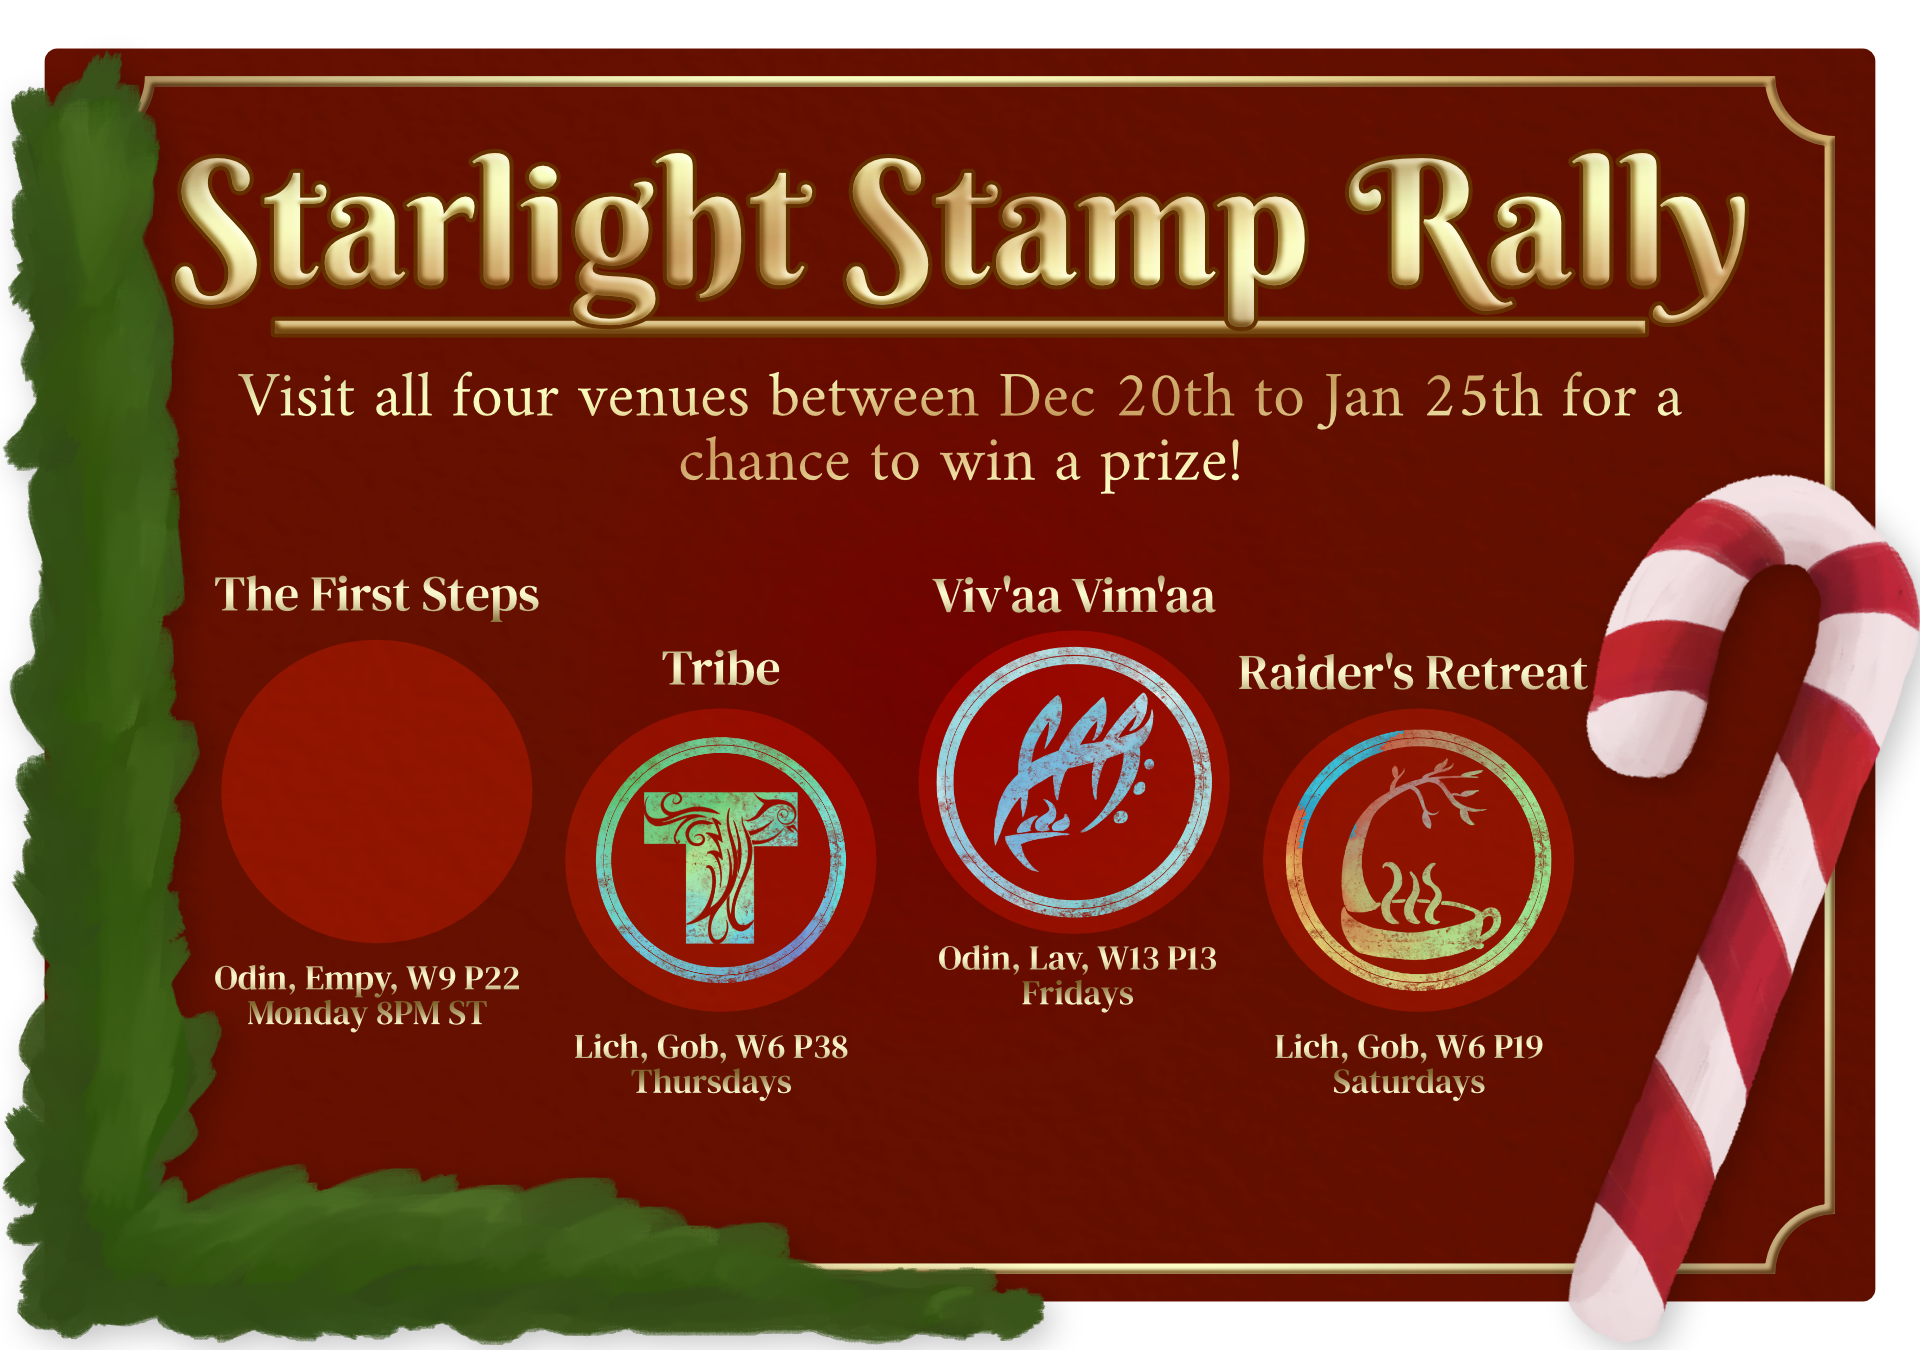 Starlight Stamp Rally
Visit all four venues between Dec 20th to Jan 25th for a
chance to win a prize!
The First Steps
Odin, Empy, W9 P22
Monday 8PM ST
Tribe
T
Lich, Gob, W6 P38
Thursdays
Viv'aa Vim'aa
Odin, Lav, W13 P13
Fridays
Raider's Retreat
Lich, Gob, W6 P19
Saturdays